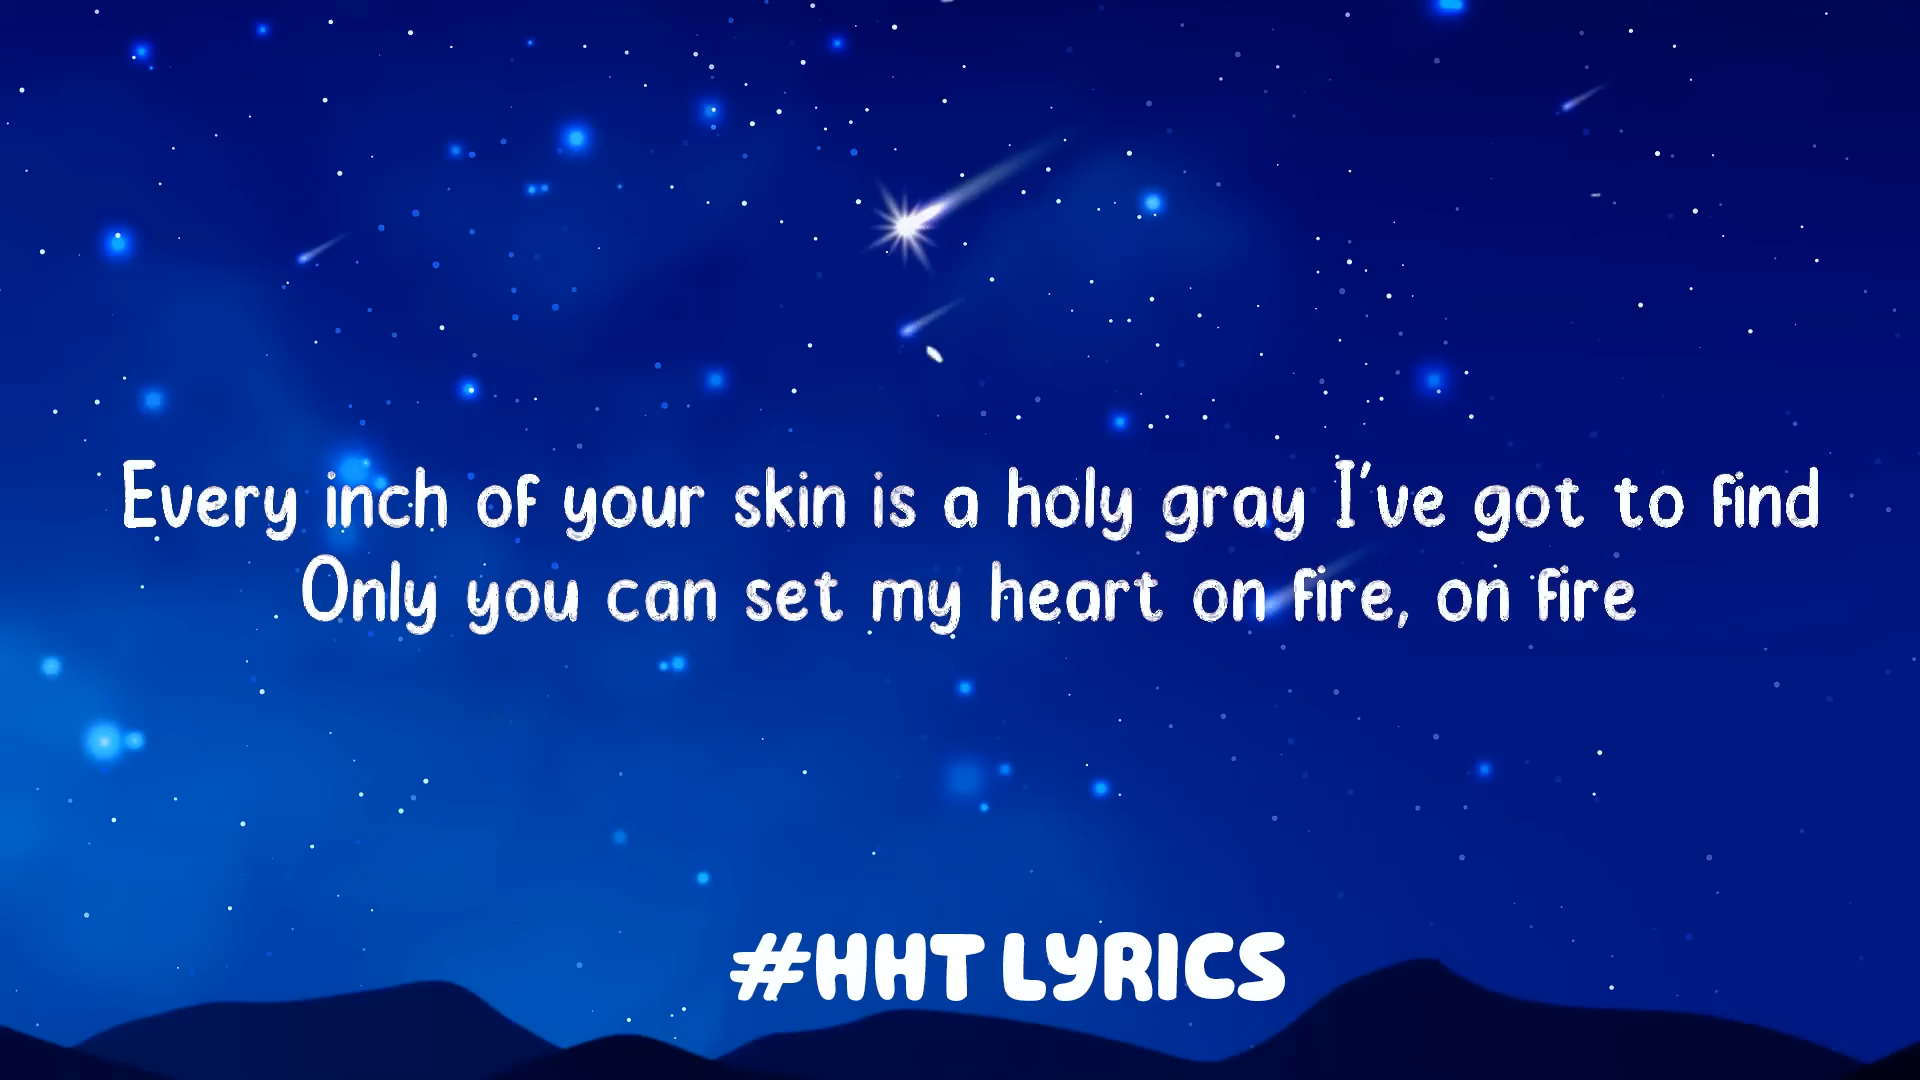 Every inch of your skin is a holy gray I've got to find
Only you can set my heart on fire, on fire
#HHT LYRICS